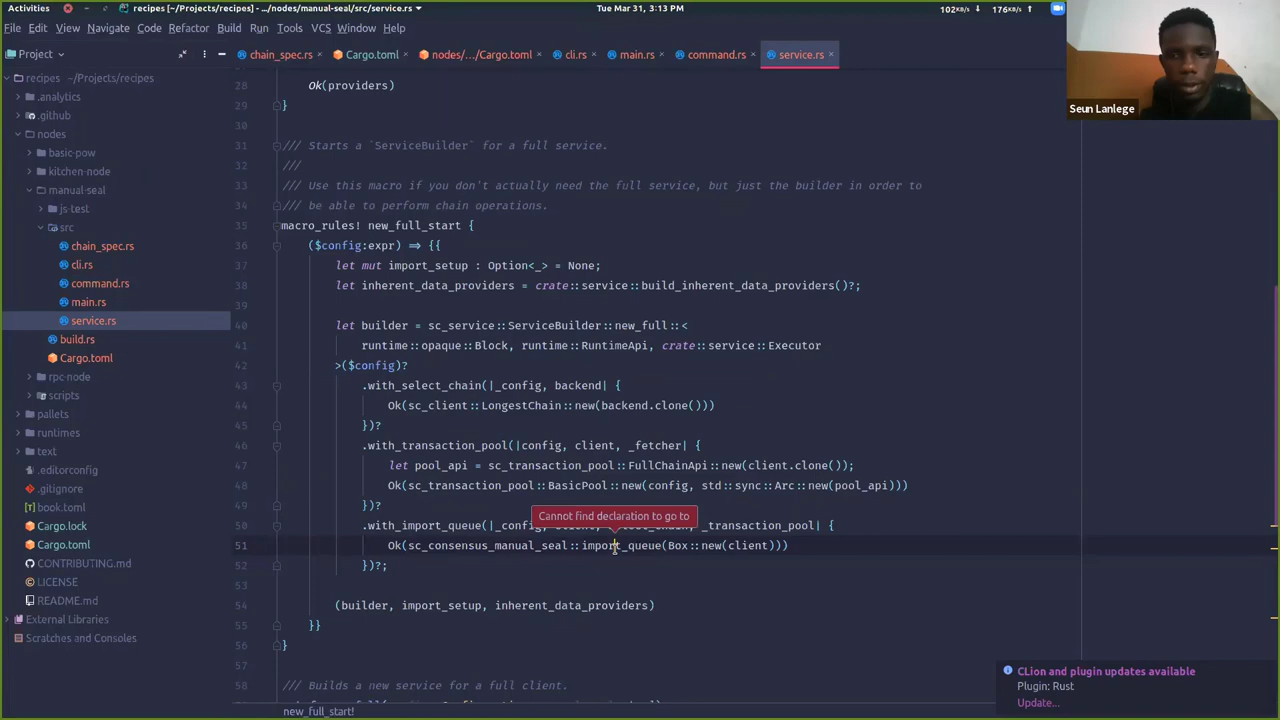 Activities
recipes [~/Projects/recipes] - .../nodes/manual-seal/src/service.rs
Tue Mar 31, 3:13 PM
102KB/s ↓ 176KB/s ↑
File Edit View Navigate Code Refactor Build Run Tools VCS Window Help
Project
chain_spec.rs Cargo.toml nodes/.../Cargo.toml cli.rs main.rs command.rs service.rs
recipes ~/Projects/recipes
.analytics
.github
nodes
basic-pow
kitchen-node
manual-seal
js-test
src
chain_spec.rs
cli.rs
command.rs
main.rs
service.rs
build.rs
Cargo.toml
rpc-node
scripts
pallets
runtimes
text
.editorconfig
.gitignore
book.toml
Cargo.lock
Cargo.toml
CONTRIBUTING.md
LICENSE
README.md
External Libraries
Scratches and Consoles
28 Ok(providers)
29 }
30
31 /// Starts a `ServiceBuilder` for a full service.
32 ///
33 /// Use this macro if you don't actually need the full service, but just the builder in order to
34 /// be able to perform chain operations.
35 macro_rules! new_full_start {
36 ($config:expr) => {{
37 let mut import_setup : Option<_> = None;
38 let inherent_data_providers = crate::service::build_inherent_data_providers()?;
39
40 let builder = sc_service::ServiceBuilder::new_full::<
41 runtime::opaque::Block, runtime::RuntimeApi, crate::service::Executor
42 >($config)?
43 .with_select_chain(|_config, backend| {
44 Ok(sc_client::LongestChain::new(backend.clone()))
45 })?
46 .with_transaction_pool(|config, client, _fetcher| {
47 let pool_api = sc_transaction_pool::FullChainApi::new(client.clone());
48 Ok(sc_transaction_pool::BasicPool::new(config, std::sync::Arc::new(pool_api)))
49 })?
Cannot find declaration to go to
50 .with_import_queue(|_config, _transaction_pool| {
51 Ok(sc_consensus_manual_seal::import_queue(Box::new(client)))
52 })?;
53
54 (builder, import_setup, inherent_data_providers)
55 }}
56 }
57
58 /// Builds a new service for a full client.
new_full_start!
Seun Lanlege
CLion and plugin updates available
Plugin: Rust
Update...